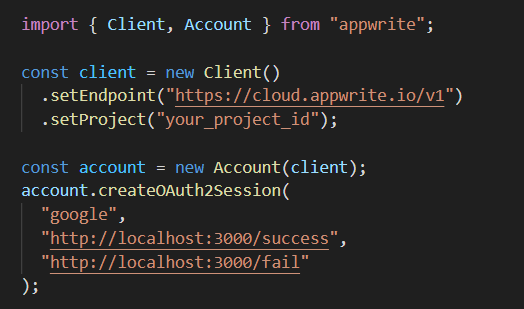 import { Client, Account } from "appwrite";
const client = new Client()
.setEndpoint("https://cloud.appwrite.io/v1")
.setProject("your_project_id");
const account = new Account(client);
account.createOAuth2Session(
"google",
"http://localhost:3000/success",
"http://localhost:3000/fail"
);